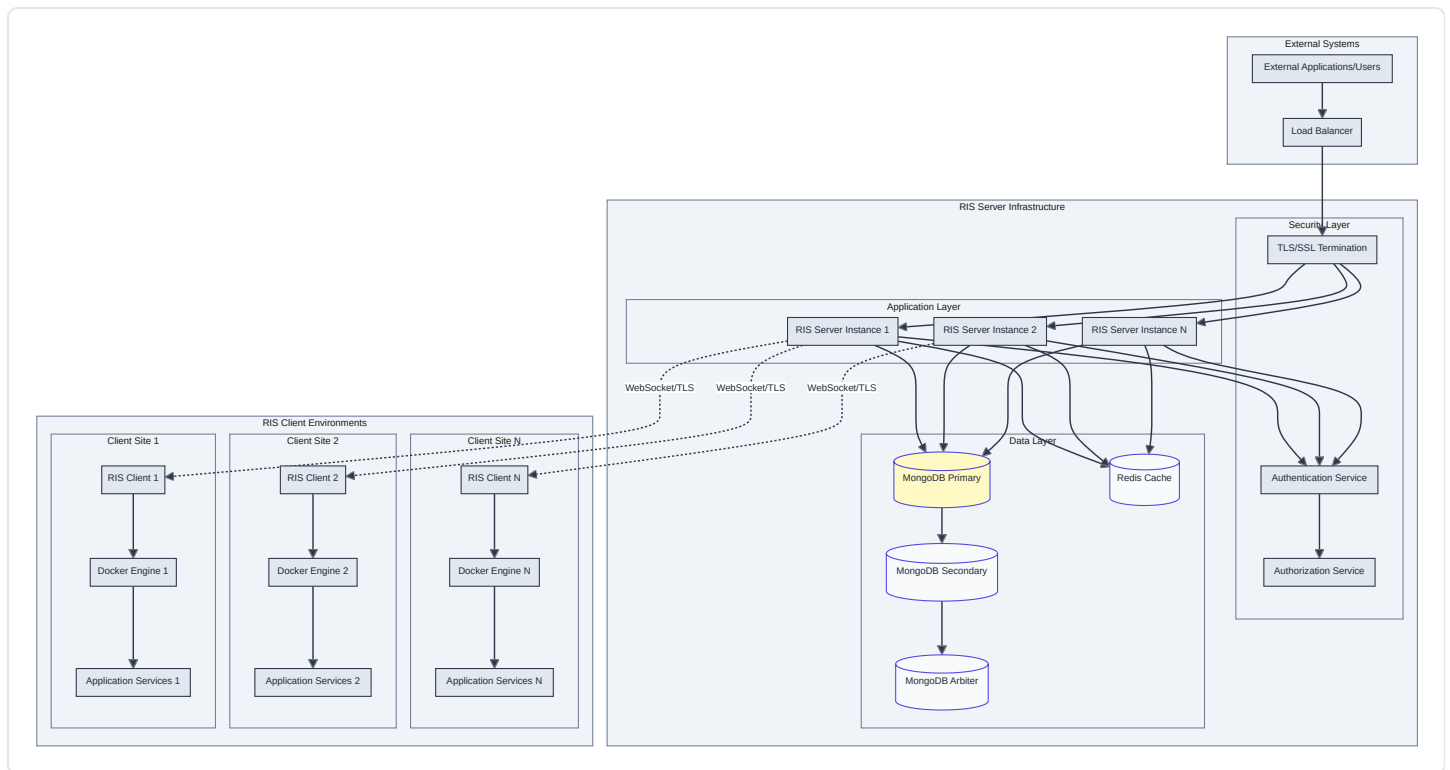 External Systems
External Applications/Users
Load Balancer
RIS Server Infrastructure
Security Layer
TLS/SSL Termination
Application Layer
RIS Server Instance 1
RIS Server Instance 2
RIS Server Instance N
WebSocket/TLS
WebSocket/TLS
WebSocket/TLS
RIS Client Environments
Client Site 1
Client Site 2
Client Site N
RIS Client 1
RIS Client 2
RIS Client N
Docker Engine 1
Docker Engine 2
Docker Engine N
Application Services 1
Application Services 2
Application Services N
Data Layer
MongoDB Primary
Redis Cache
MongoDB Secondary
MongoDB Arbiter
Authentication Service
Authorization Service